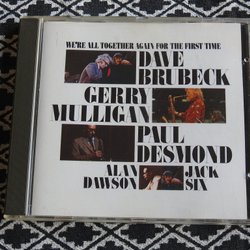 WE'RE ALL TOGETHER AGAIN FOR THE FIRST TIME
DAVE
BRUBECK
GERRY
MULLIGAN
PAUL
DESMOND
ALAN
DAWSON
JACK
SIX